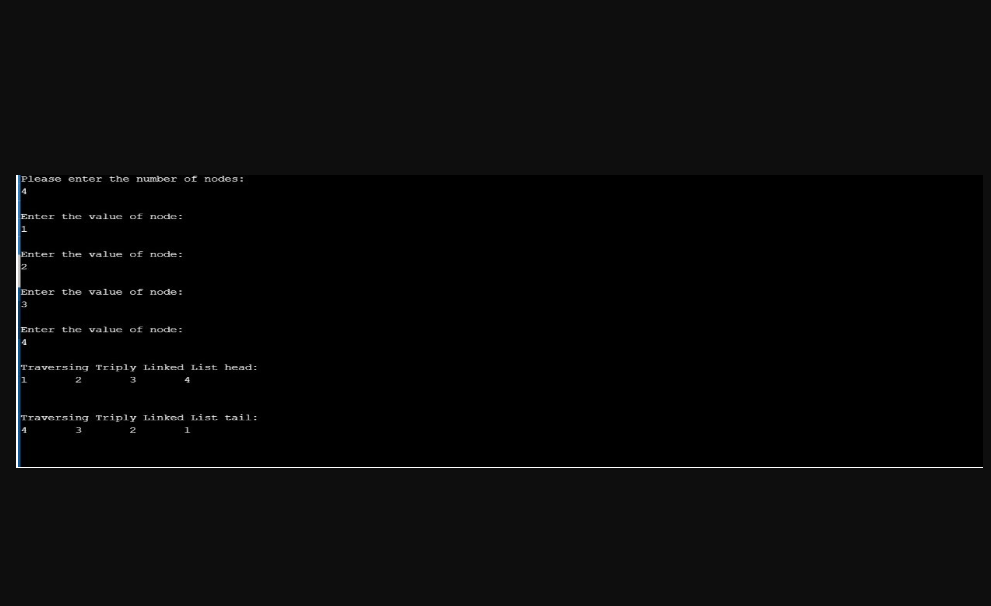 Please enter the number of nodes:
4
Enter the value of node:
1
Enter the value of node:
2
Enter the value of node:
3
Enter the value of node:
4
Traversing Triply Linked List head:
1 2 3 4
Traversing Triply Linked List tail:
4 3 2 1